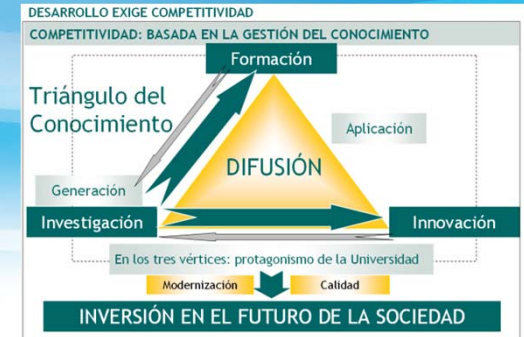 DESARROLLO EXIGE COMPETITIVIDAD
COMPETITIVIDAD: BASADA EN LA GESTIÓN DEL CONOCIMIENTO
Formación
Triángulo del
Conocimiento
Aplicación
DIFUSIÓN
Generación
Investigación
Innovación
En los tres vértices: protagonismo de la Universidad
Modernización
Calidad
INVERSIÓN EN EL FUTURO DE LA SOCIEDAD